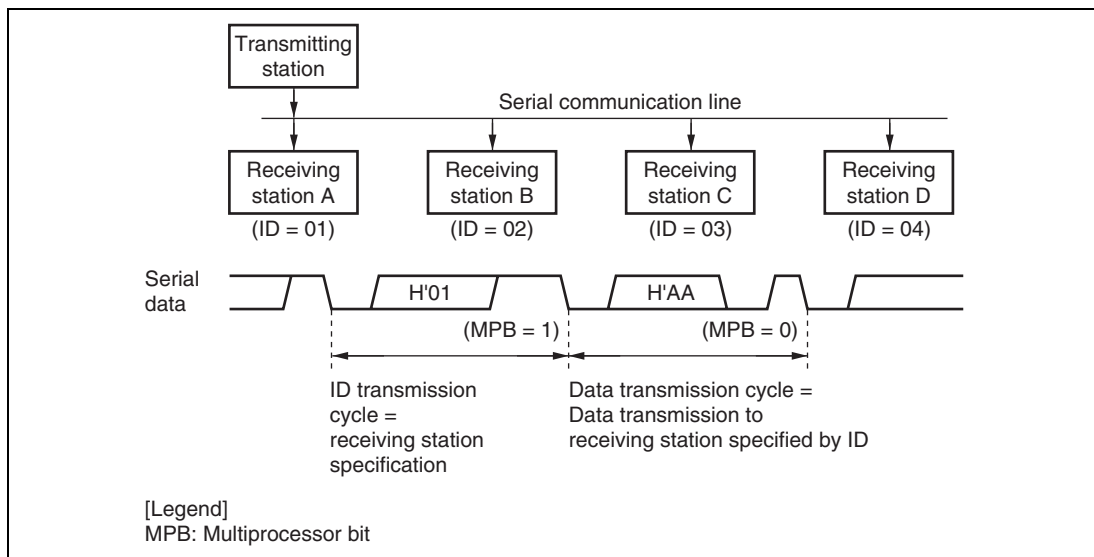 Transmitting
station
Serial communication line
Receiving
station A
Receiving
station B
Receiving
station C
Receiving
station D
(ID = 01)
(ID = 02)
(ID = 03)
(ID = 04)
Serial
data
H'01
H'AA
(MPB = 1)
(MPB = 0)
ID transmission
cycle =
receiving station
specification
Data transmission cycle =
Data transmission to
receiving station specified by ID
[Legend]
MPB: Multiprocessor bit